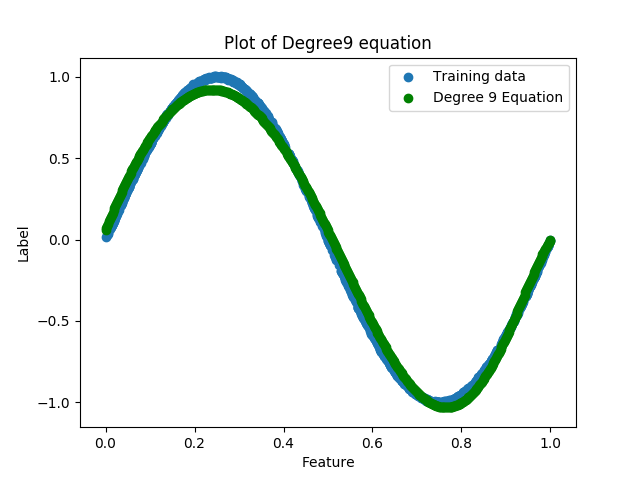 Plot of Degree9 equation
Training data
Degree 9 Equation
1.0
0.5
0.0
−0.5
−1.0
Label
0.0 0.2 0.4 0.6 0.8 1.0
Feature